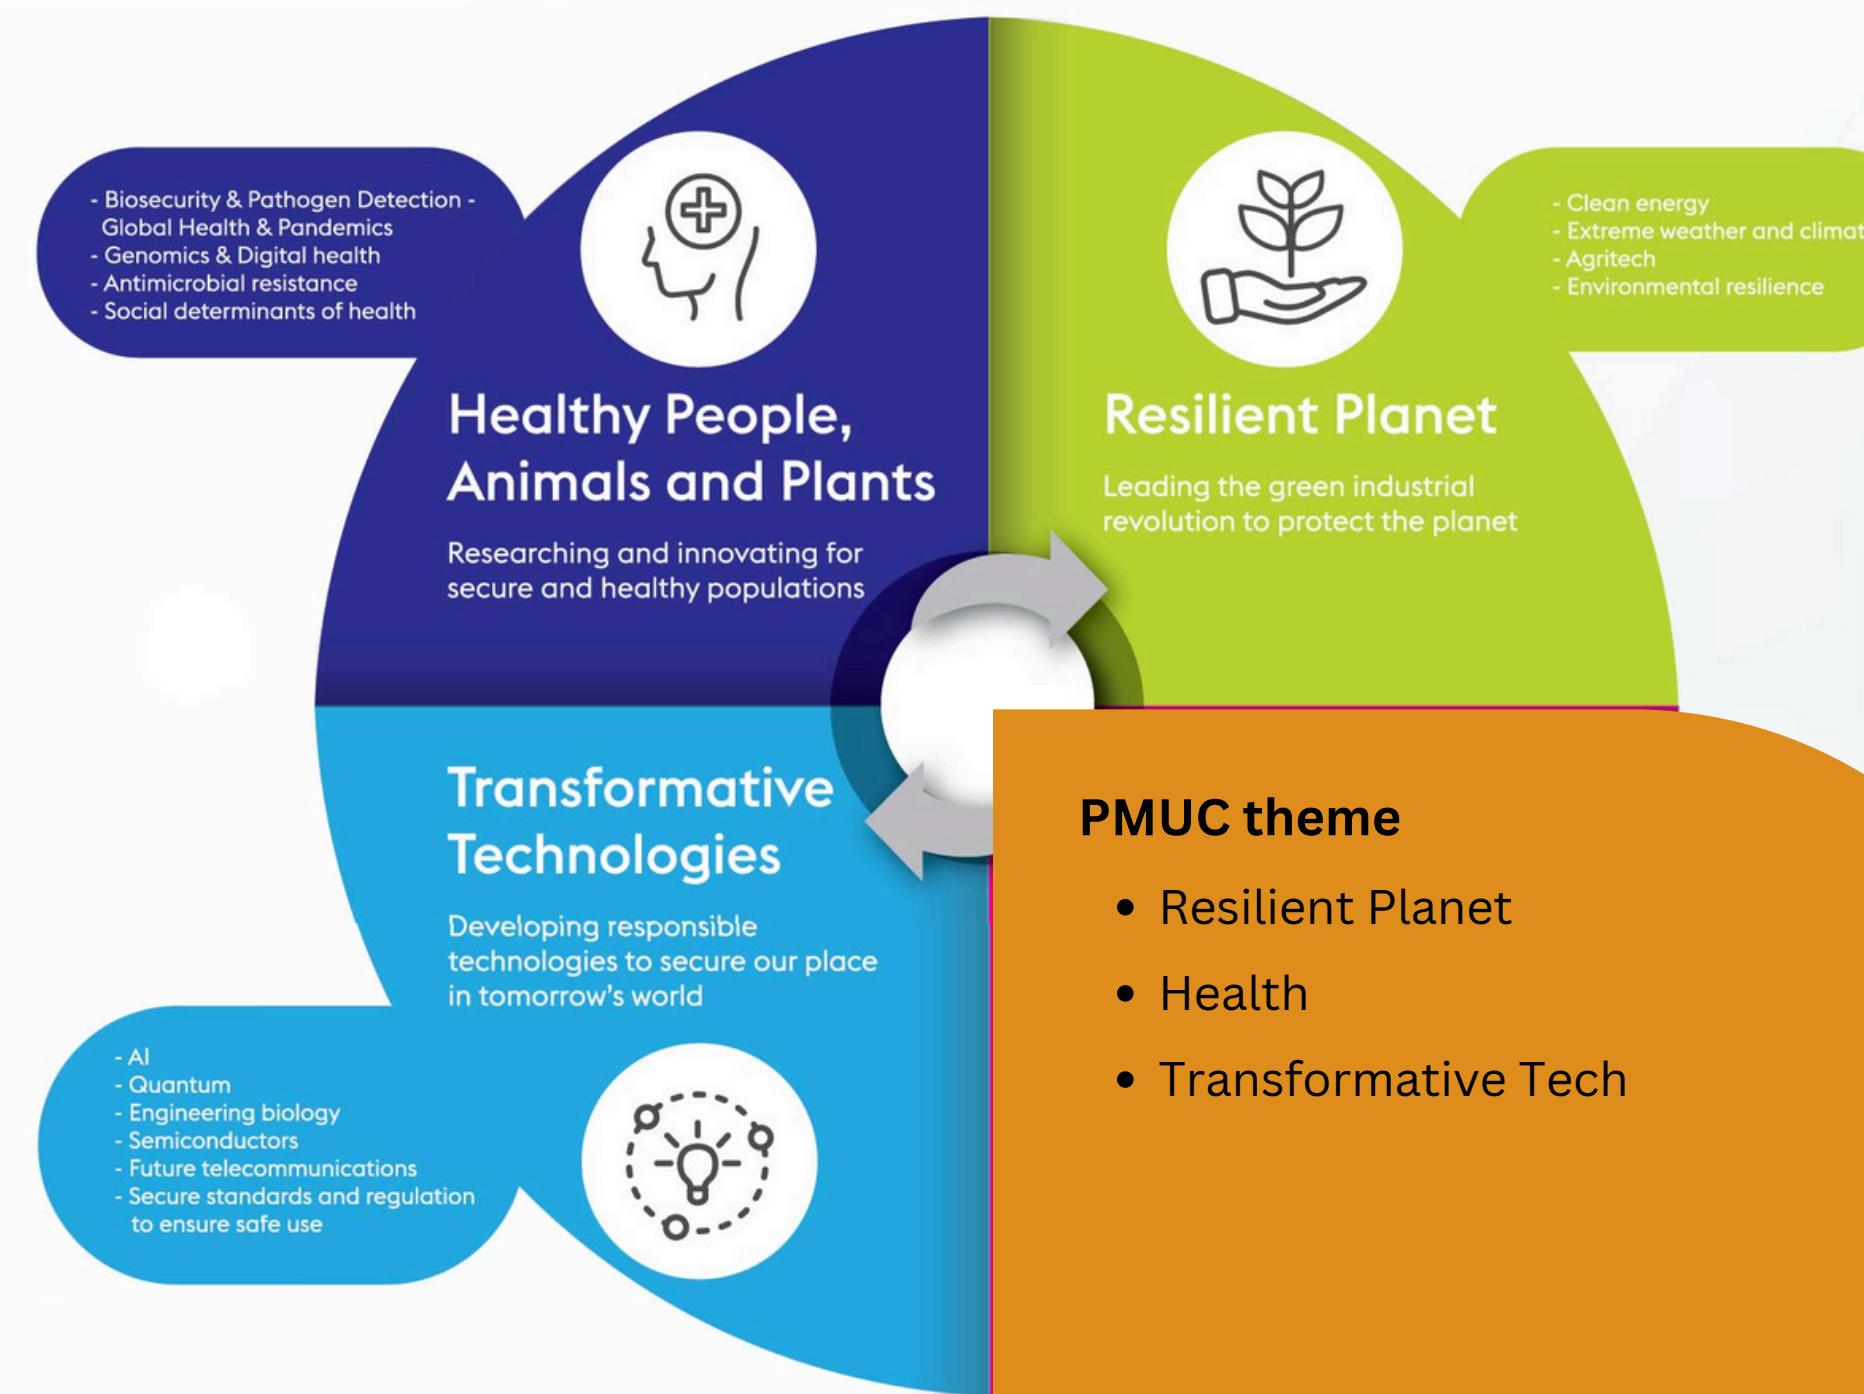 - Biosecurity & Pathogen Detection -
Global Health & Pandemics
- Genomics & Digital health
- Antimicrobial resistance
- Social determinants of health
Healthy People,
Animals and Plants
Researching and innovating for
secure and healthy populations
- Clean energy
- Extreme weather and climat
- Agritech
- Environmental resilience
Resilient Planet
Leading the green industrial
revolution to protect the planet
Transformative
Technologies
Developing responsible
technologies to secure our place
in tomorrow's world
- AI
- Quantum
- Engineering biology
- Semiconductors
- Future telecommunications
- Secure standards and regulation
to ensure safe use
PMUC theme
• Resilient Planet
• Health
• Transformative Tech